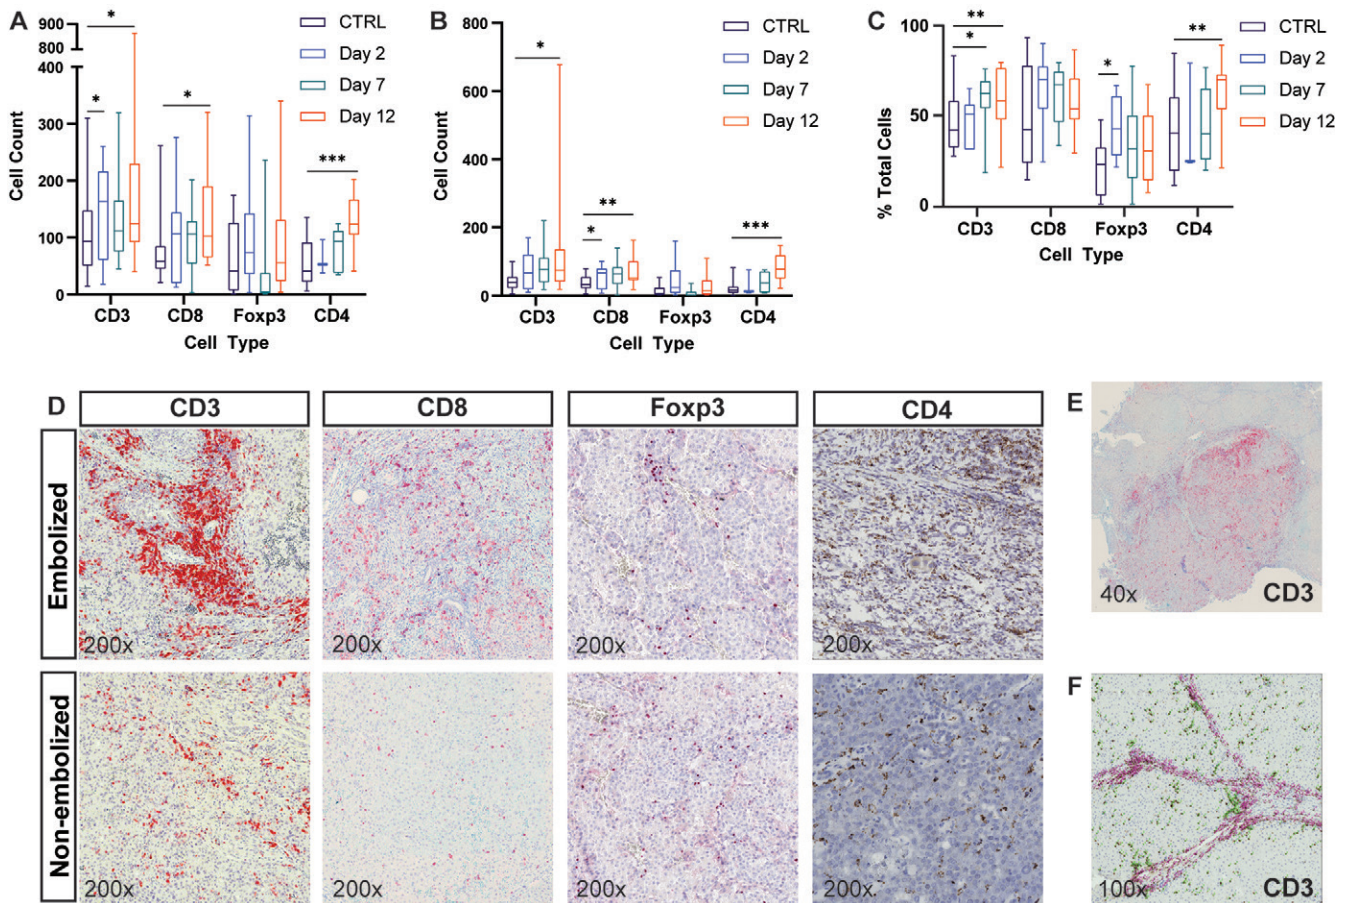 A
900
800
400
300
200
100
0
Cell Count
*
*
*
***
CTRL
Day 2
Day 7
Day 12
CD3 CD8 Foxp3 CD4
Cell Type
B
800
600
400
200
0
Cell Count
*
*
**
***
CTRL
Day 2
Day 7
Day 12
CD3 CD8 Foxp3 CD4
Cell Type
C
100
50
0
% Total Cells
**
*
*
**
CTRL
Day 2
Day 7
Day 12
CD3 CD8 Foxp3 CD4
Cell Type
D
CD3 CD8 Foxp3 CD4
Embolized
200x 200x 200x 200x
Non-embolized
200x 200x 200x 200x
E
40x CD3
F
100x CD3